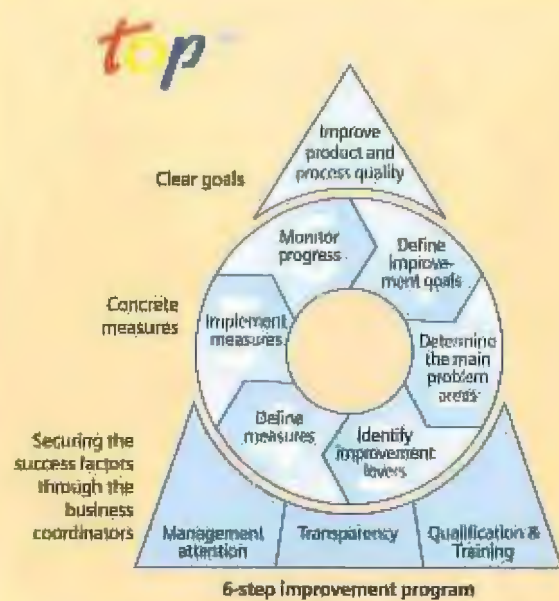 top
Improve
product and
process quality
Clear goals
Monitor
progress
Define
improve-
ment goals
Concrete
measures
Implement
measures
Determine
the main
problem
areas
Define
measures
Identify
improvement
levers
Securing the
success factors
through the
business
coordinators
Management
attention
Transparency
Qualification &
Training
6-step improvement program